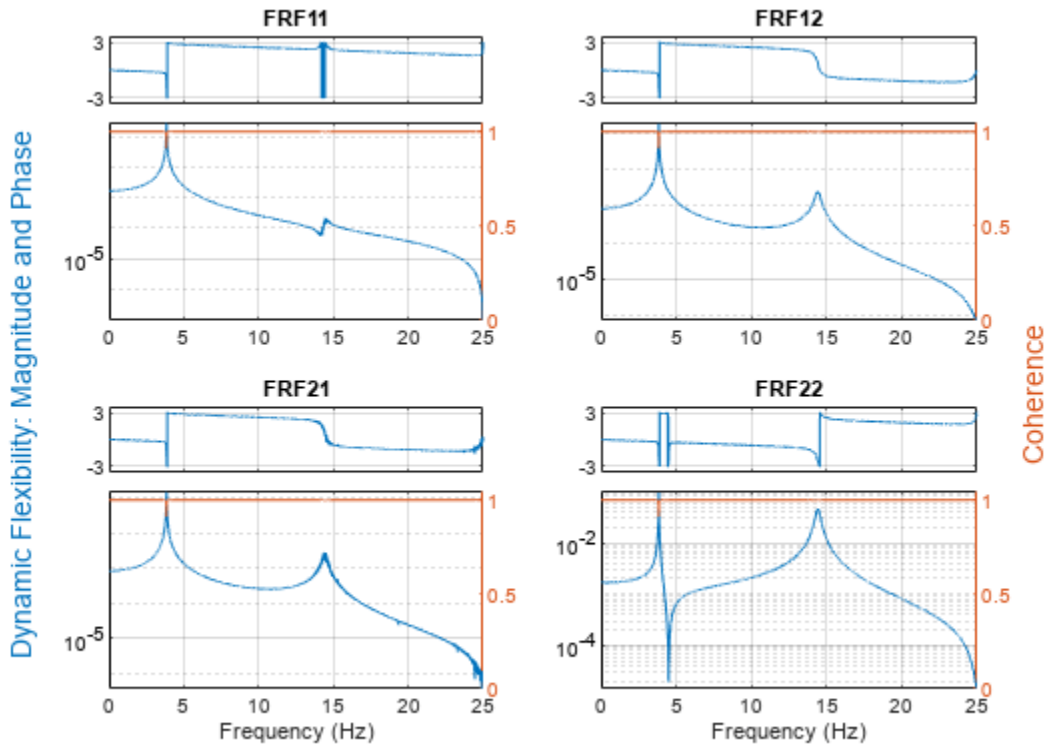 FRF11
3
-3
1
0.5
0
10-5
0 5 10 15 20 25
FRF12
3
-3
1
0.5
0
10-5
0 5 10 15 20 25
FRF21
3
-3
1
0.5
0
10-5
0 5 10 15 20 25
Frequency (Hz)
FRF22
3
-3
1
0.5
0
10-2
10-4
0 5 10 15 20 25
Frequency (Hz)
Dynamic Flexibility: Magnitude and Phase
Coherence